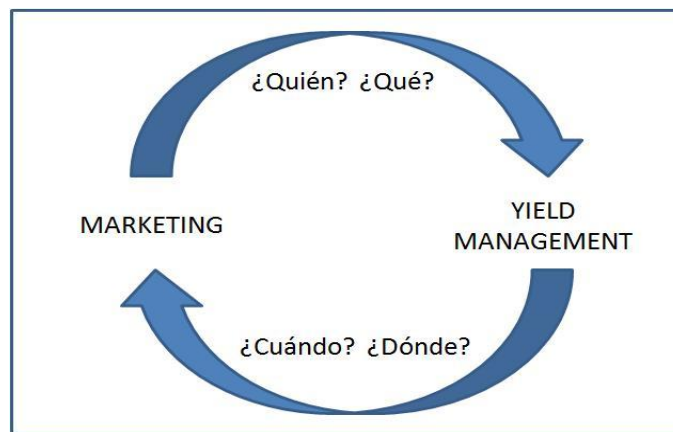 ¿Quién? ¿Qué?
MARKETING
YIELD
MANAGEMENT
¿Cuándo? ¿Dónde?